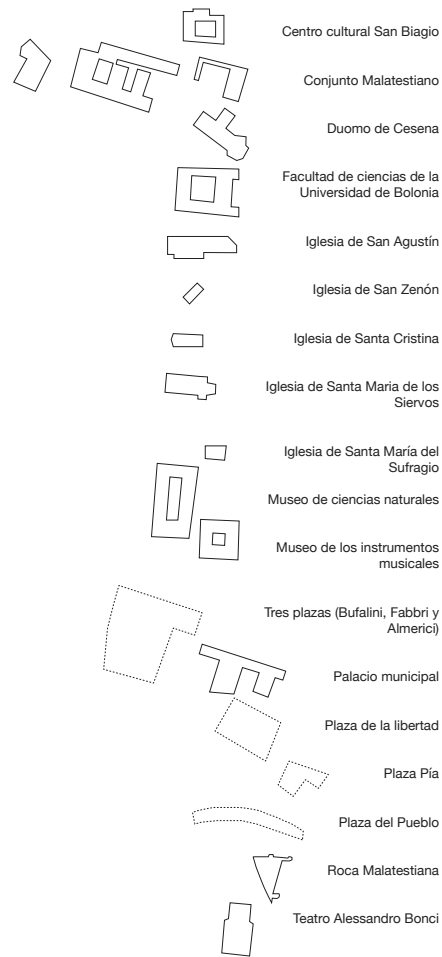 Centro cultural San Biagio
Conjunto Malatestiano
Duomo de Cesena
Facultad de ciencias de la
Universidad de Bolonia
Iglesia de San Agustín
Iglesia de San Zenón
Iglesia de Santa Cristina
Iglesia de Santa Maria de los
Siervos
Iglesia de Santa María del
Sufragio
Museo de ciencias naturales
Museo de los instrumentos
musicales
Tres plazas (Bufalini, Fabbri y
Almerici)
Palacio municipal
Plaza de la libertad
Plaza Pía
Plaza del Pueblo
Roca Malatestiana
Teatro Alessandro Bonci